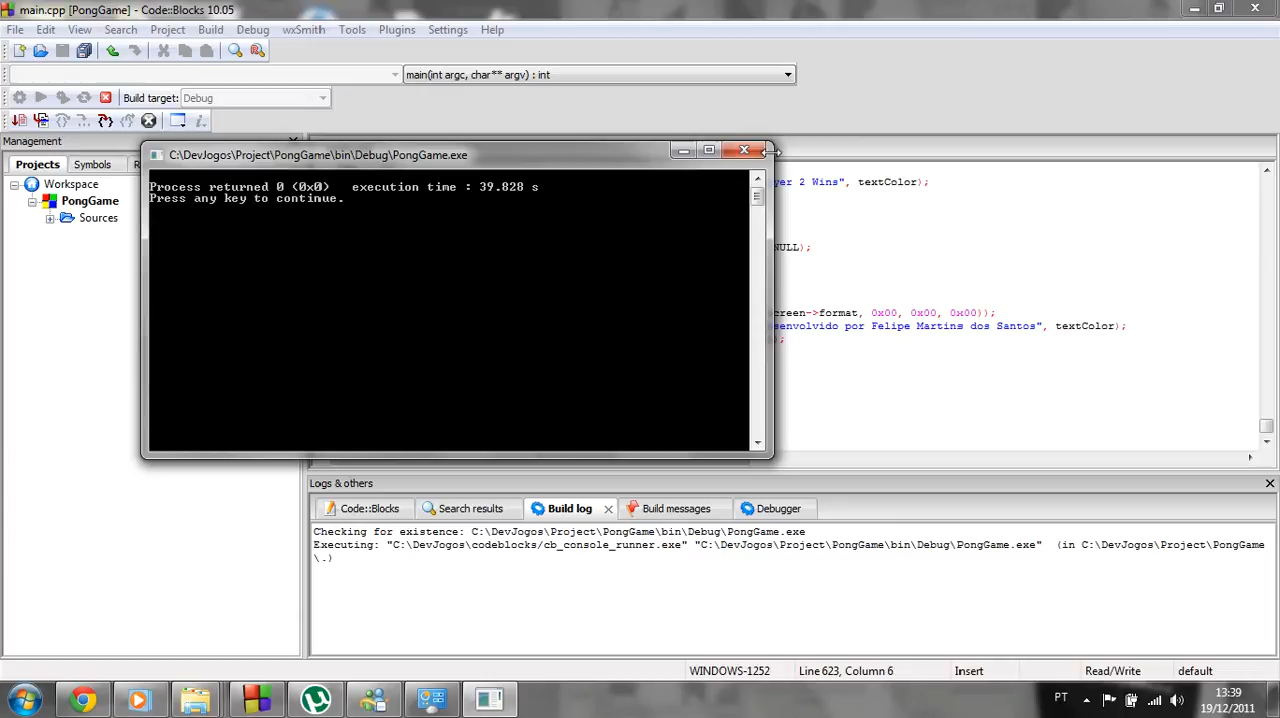 main.cpp [PongGame] - Code::Blocks 10.05
File Edit View Search Project Build Debug wxSmith Tools Plugins Settings Help
main(int argc, char** argv) : int
Build target: Debug
Management
Projects Symbols R
Workspace
PongGame
Sources
C:\DevJogos\Project\PongGame\bin\Debug\PongGame.exe
Process returned 0 (0x0)   execution time : 39.828 s
Press any key to continue.
yer 2 Wins", textColor);
NULL);
creen->format, 0x00, 0x00, 0x00));
senvolvido por Felipe Martins dos Santos", textColor);
;
Logs & others
Code::Blocks Search results Build log Build messages Debugger
Checking for existence: C:\DevJogos\Project\PongGame\bin\Debug\PongGame.exe
Executing: "C:\DevJogos\codeblocks/cb_console_runner.exe" "C:\DevJogos\Project\PongGame\bin\Debug\PongGame.exe"  (in C:\DevJogos\Project\PongGame
\.)
WINDOWS-1252 Line 623, Column 6 Insert Read/Write default
PT 13:39
19/12/2011